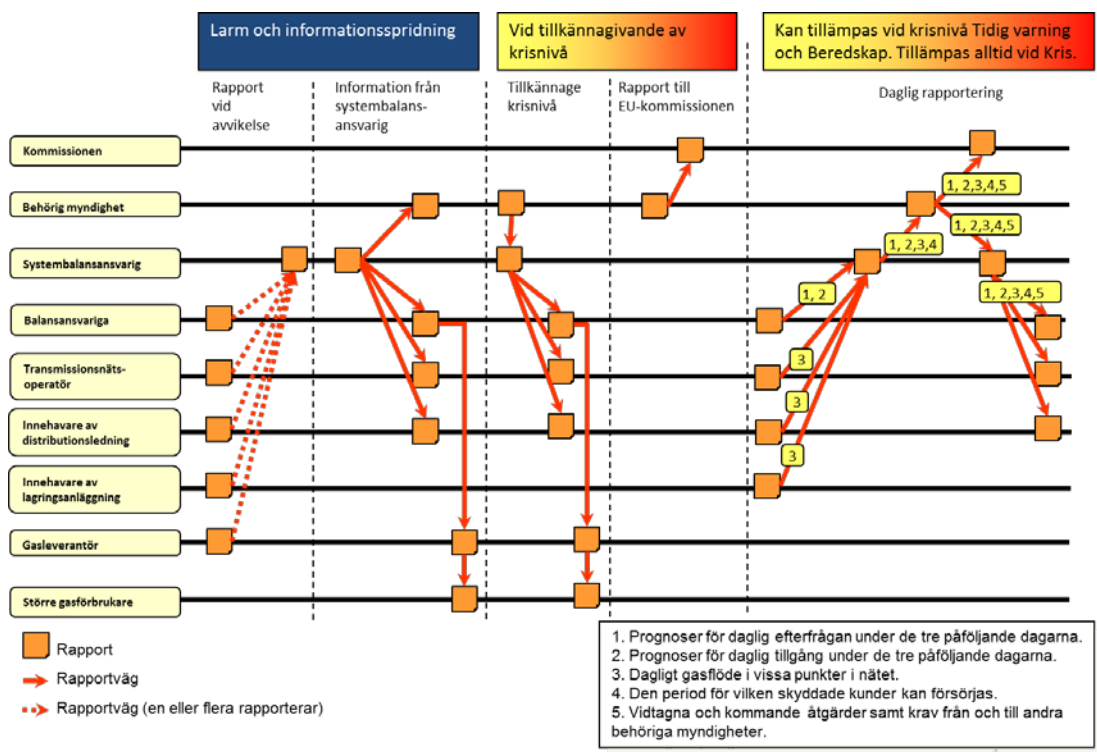 Larm och informationsspridning
Vid tillkännagivande av
krisnivå
Kan tillämpas vid krisnivå Tidig varning
och Beredskap. Tillämpas alltid vid Kris.
Rapport
vid
avvikelse
Information från
systembalans-
ansvarig
Tillkännage
krisnivå
Rapport till
EU-kommissionen
Daglig rapportering
Kommissionen
Behörig myndighet
Systembalansansvarig
Balansansvariga
Transmissionsnäts-
operatör
Innehavare av
distributionsledning
Innehavare av
lagringsanläggning
Gasleverantör
Större gasförbrukare
1, 2,3,4,5
1, 2,3,4,5
1, 2,3,4
1, 2,3,4,5
1, 2
3
3
3
Rapport
Rapportväg
Rapportväg (en eller flera rapporterar)
1. Prognoser för daglig efterfrågan under de tre påföljande dagarna.
2. Prognoser för daglig tillgång under de tre påföljande dagarna.
3. Dagligt gasflöde i vissa punkter i nätet.
4. Den period för vilken skyddade kunder kan försörjas.
5. Vidtagna och kommande åtgärder samt krav från och till andra
behöriga myndigheter.